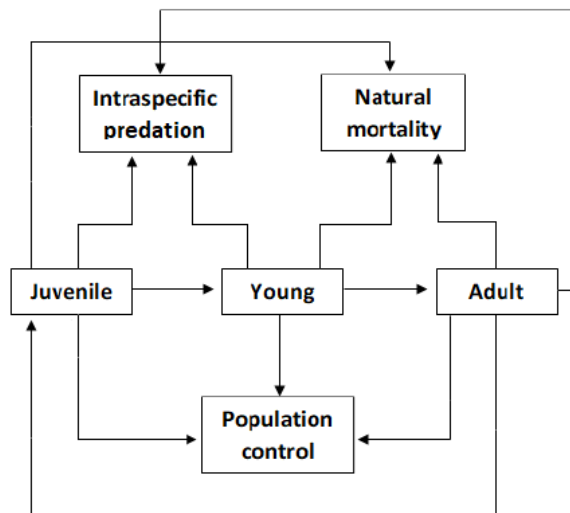 Intraspecific
predation
Natural
mortality
Juvenile
Young
Adult
Population
control